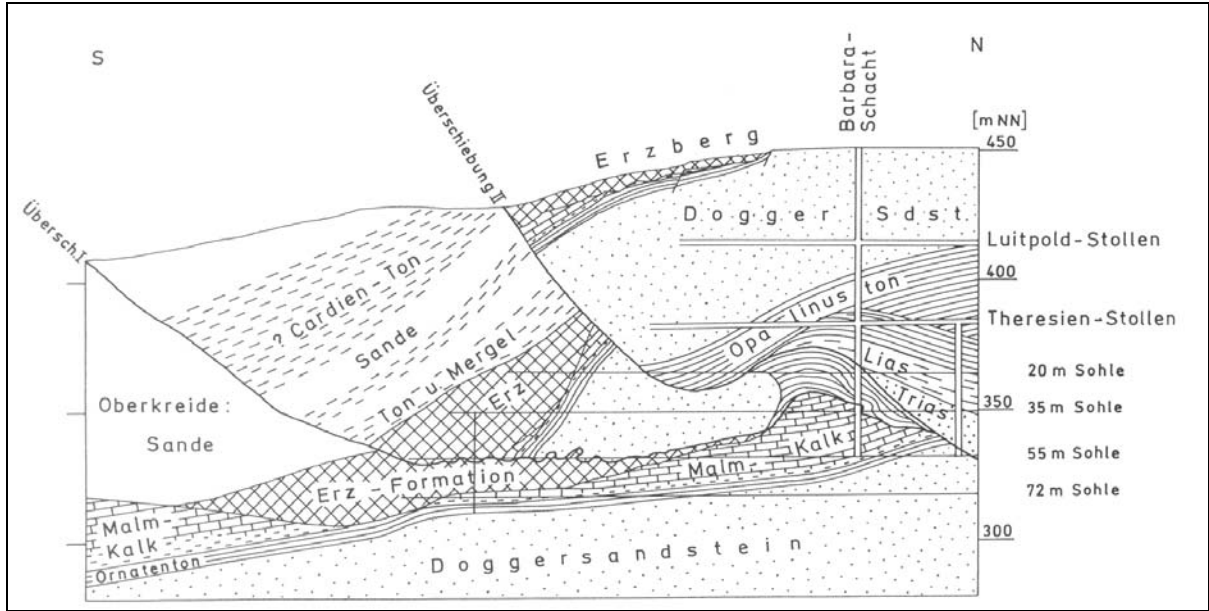 S
N
Barbara-
Schacht
[m NN]
450
Überschiebung II
Erzberg
Übersch.I
Dogger Sdst
Luitpold-Stollen
400
? Cardien-Ton
Opalinuston
Theresien-Stollen
Sande
Ton u. Mergel
Lias
20 m Sohle
Erz
Trias
350
35 m Sohle
Oberkreide:
Sande
Kalk
55 m Sohle
Malm-
Erz-Formation
72 m Sohle
Malm-
Kalk
300
Ornatenton
Doggersandstein